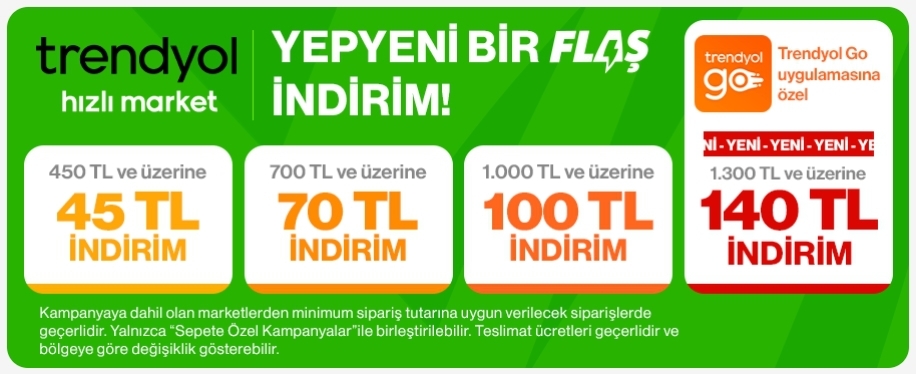 trendyol
hızlı market
YEPYENİ BİR FLAŞ
İNDİRİM!
trendyol
go
Trendyol Go
uygulamasına
özel
450 TL ve üzerine
45 TL
İNDİRİM
700 TL ve üzerine
70 TL
İNDİRİM
1.000 TL ve üzerine
100 TL
İNDİRİM
Nİ - YENİ - YENİ - YENİ - YE
1.300 TL ve üzerine
140 TL
İNDİRİM
Kampanyaya dahil olan marketlerden minimum sipariş tutarına uygun verilecek siparişlerde
geçerlidir. Yalnızca “Sepete Özel Kampanyalar”ile birleştirilebilir. Teslimat ücretleri geçerlidir ve
bölgeye göre değişiklik gösterebilir.